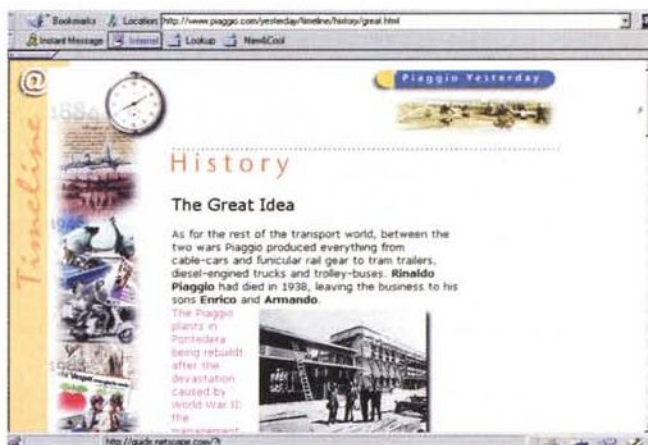 Bookmarks Location: http://www.piaggio.com/yesterday/timeline/history/great.html
Instant Message Internet Lookup New&Cool
@
Piaggio Yesterday
Timeline
1884
1946
History
The Great Idea
As for the rest of the transport world, between the
two wars Piaggio produced everything from
cable-cars and funicular rail gear to tram trailers,
diesel-engined trucks and trolley-buses. Rinaldo
Piaggio had died in 1938, leaving the business to his
sons Enrico and Armando.
The Piaggio
plants in
Pontedera
being rebuildt
after the
devastation
caused by
World War II:
the
management
http://guide.netscape.com/